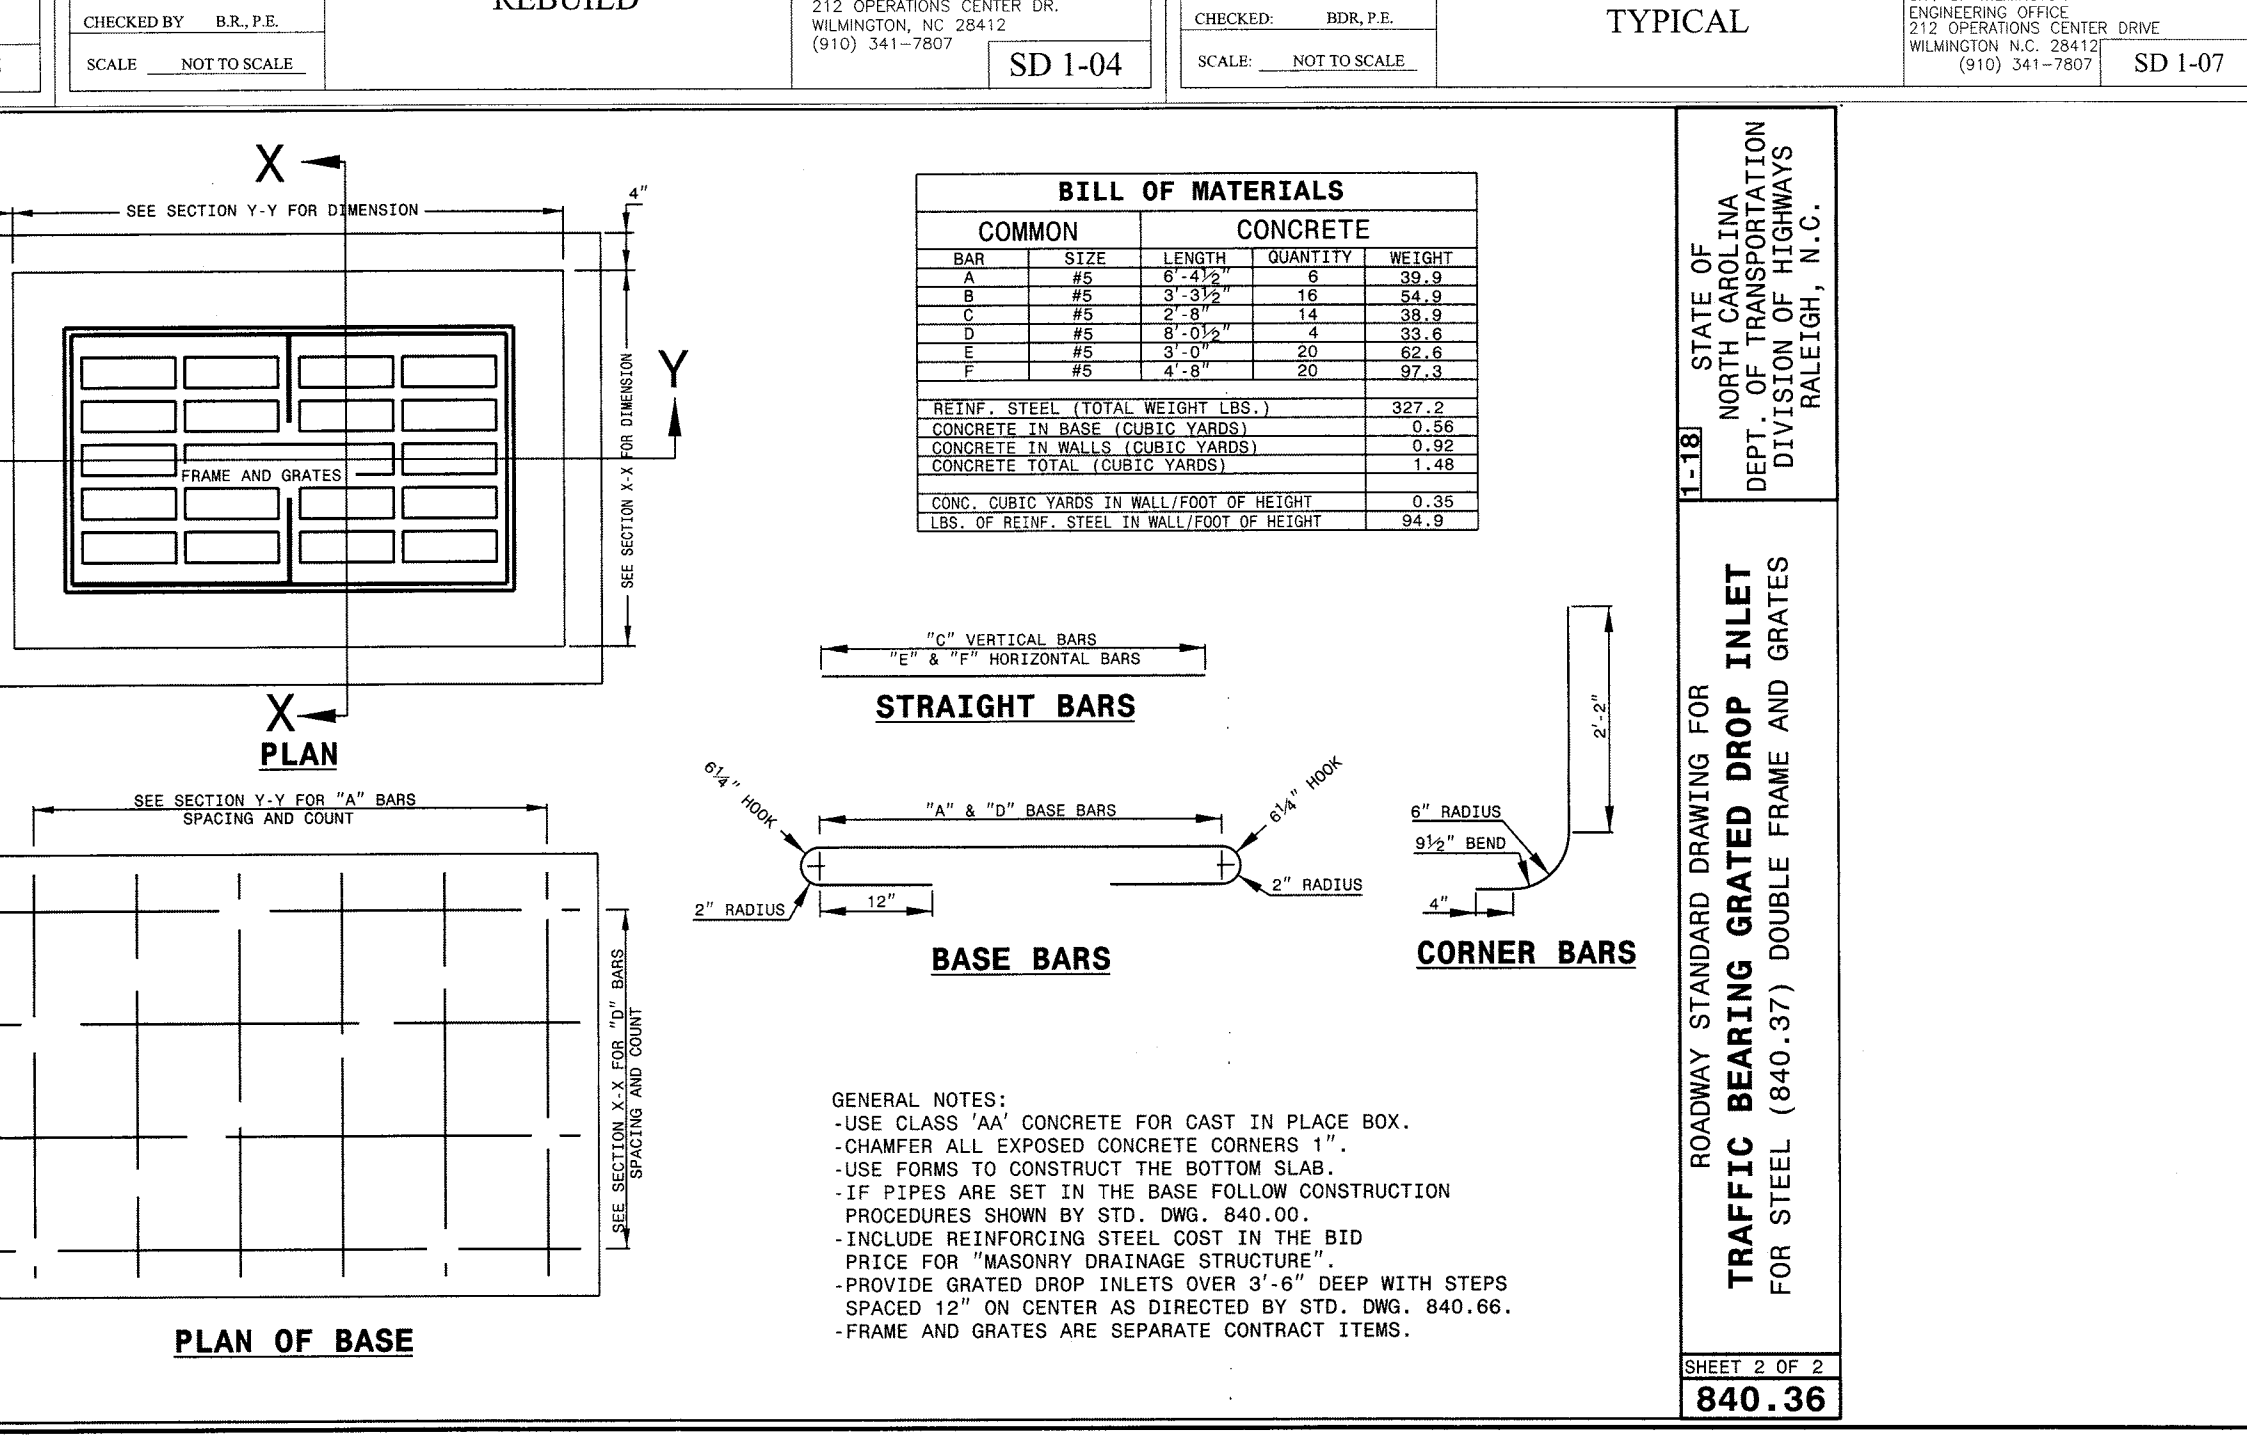 CHECKED BY B.R., P.E.
SCALE NOT TO SCALE
REBUILD
212 OPERATIONS CENTER DR.
WILMINGTON, NC 28412
(910) 341-7807
SD 1-04
CHECKED: BDR, P.E.
SCALE: NOT TO SCALE
TYPICAL
ENGINEERING OFFICE
212 OPERATIONS CENTER DRIVE
WILMINGTON N.C. 28412
(910) 341-7807
SD 1-07
X
4"
SEE SECTION Y-Y FOR DIMENSION
SEE SECTION X-X FOR DIMENSION
Y
FRAME AND GRATES
X
PLAN
BILL OF MATERIALS
COMMON CONCRETE
BAR SIZE LENGTH QUANTITY WEIGHT
A #5 6'-4½" 6 39.9
B #5 3'-3½" 16 54.9
C #5 2'-8" 14 38.9
D #5 8'-0½" 4 33.6
E #5 3'-0" 20 62.6
F #5 4'-8" 20 97.3
REINF. STEEL (TOTAL WEIGHT LBS.) 327.2
CONCRETE IN BASE (CUBIC YARDS) 0.56
CONCRETE IN WALLS (CUBIC YARDS) 0.92
CONCRETE TOTAL (CUBIC YARDS) 1.48
CONC. CUBIC YARDS IN WALL/FOOT OF HEIGHT 0.35
LBS. OF REINF. STEEL IN WALL/FOOT OF HEIGHT 94.9
"C" VERTICAL BARS
"E" & "F" HORIZONTAL BARS
STRAIGHT BARS
6¼" HOOK
"A" & "D" BASE BARS
6¼" HOOK
2" RADIUS
12"
2" RADIUS
BASE BARS
2'-2"
6" RADIUS
9½" BEND
4"
CORNER BARS
SEE SECTION Y-Y FOR "A" BARS
SPACING AND COUNT
SEE SECTION X-X FOR "D" BARS
SPACING AND COUNT
PLAN OF BASE
GENERAL NOTES:
-USE CLASS 'AA' CONCRETE FOR CAST IN PLACE BOX.
-CHAMFER ALL EXPOSED CONCRETE CORNERS 1".
-USE FORMS TO CONSTRUCT THE BOTTOM SLAB.
-IF PIPES ARE SET IN THE BASE FOLLOW CONSTRUCTION
PROCEDURES SHOWN BY STD. DWG. 840.00.
-INCLUDE REINFORCING STEEL COST IN THE BID
PRICE FOR "MASONRY DRAINAGE STRUCTURE".
-PROVIDE GRATED DROP INLETS OVER 3'-6" DEEP WITH STEPS
SPACED 12" ON CENTER AS DIRECTED BY STD. DWG. 840.66.
-FRAME AND GRATES ARE SEPARATE CONTRACT ITEMS.
1-18
STATE OF
NORTH CAROLINA
DEPT. OF TRANSPORTATION
DIVISION OF HIGHWAYS
RALEIGH, N.C.
ROADWAY STANDARD DRAWING FOR
TRAFFIC BEARING GRATED DROP INLET
FOR STEEL (840.37) DOUBLE FRAME AND GRATES
SHEET 2 OF 2
840.36